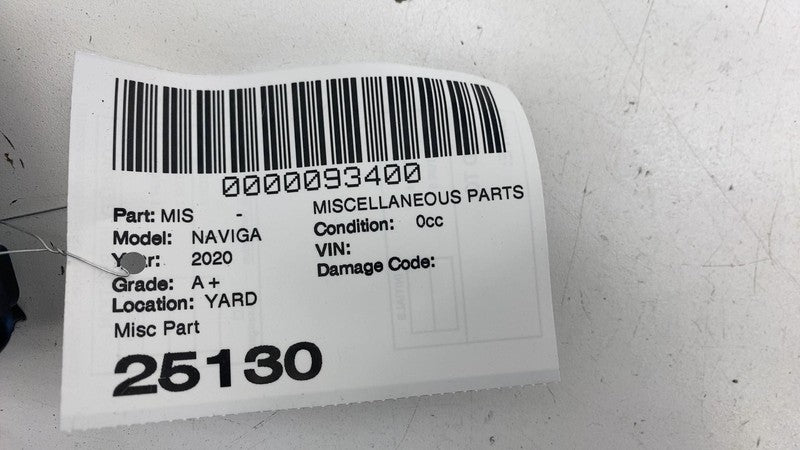 0000093400
Part: MIS - MISCELLANEOUS PARTS
Model: NAVIGA Condition: 0cc
Year: 2020 VIN:
Grade: A+ Damage Code:
Location: YARD
Misc Part
25130